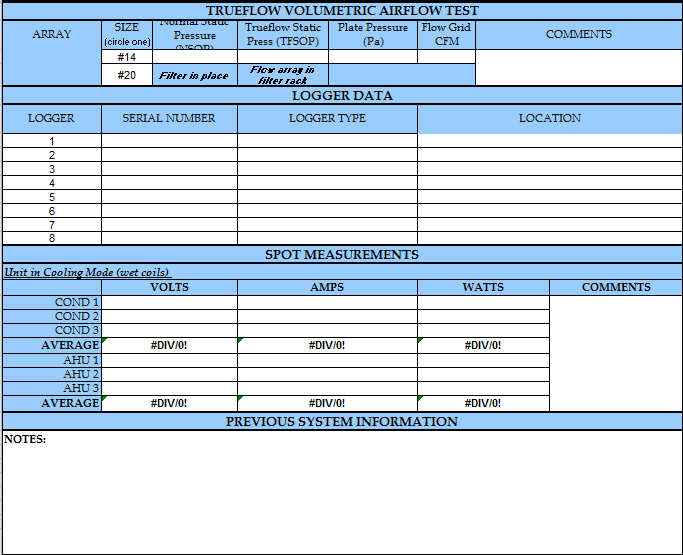 TRUEFLOW VOLUMETRIC AIRFLOW TEST
ARRAY SIZE (circle one) Normal Static Pressure (NSOP) Trueflow Static Press (TFSOP) Plate Pressure (Pa) Flow Grid CFM COMMENTS
#14
#20 Filter in place Flow array in filter rack
LOGGER DATA
LOGGER SERIAL NUMBER LOGGER TYPE LOCATION
1
2
3
4
5
6
7
8
SPOT MEASUREMENTS
Unit in Cooling Mode (wet coils)
VOLTS AMPS WATTS COMMENTS
COND 1
COND 2
COND 3
AVERAGE #DIV/0! #DIV/0! #DIV/0!
AHU 1
AHU 2
AHU 3
AVERAGE #DIV/0! #DIV/0! #DIV/0!
PREVIOUS SYSTEM INFORMATION
NOTES: